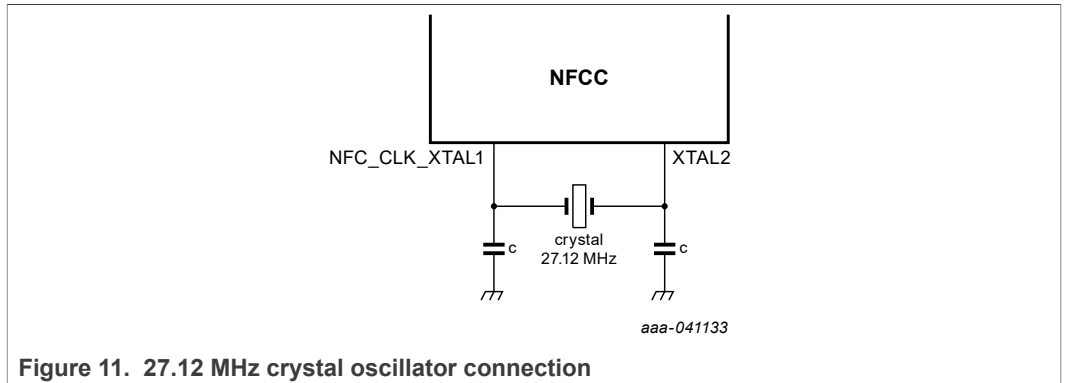 NFCC
NFC_CLK_XTAL1
XTAL2
crystal
27.12 MHz
c
c
aaa-041133
Figure 11. 27.12 MHz crystal oscillator connection